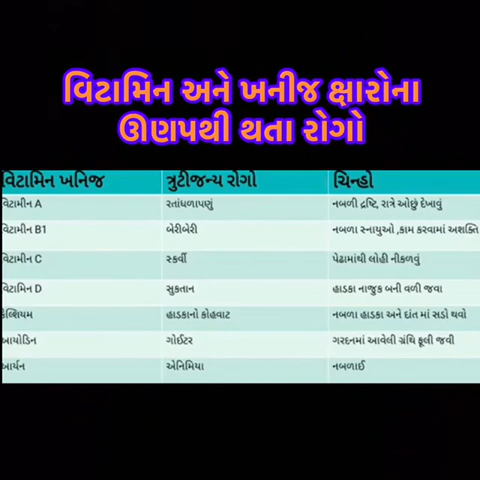 વિટામિન અને ખનીજ ક્ષારોના
ઊણપથી થતા રોગો
વિટામિન ખનિજ ત્રુટીજન્ય રોગો ચિન્હો
વિટામીન A રતાંધળાપણું નબળી દ્રષ્ટિ, રાત્રે ઓછું દેખાવું
વિટામીન B1 બેરીબેરી નબળા સ્નાયુઓ ,કામ કરવામાં અશક્તિ
વિટામીન C સ્કર્વી પેઢામાંથી લોહી નીકળવું
વિટામિન D સુકતાન હાડકા નાજુક બની વળી જવા
કેલ્શિયમ હાડકાનો કોહવાટ નબળા હાડકા અને દાંત માં સડો થવો
આયોડિન ગોઈટર ગરદનમાં આવેલી ગ્રંથિ ફૂલી જવી
આર્યન એનિમિયા નબળાઈ